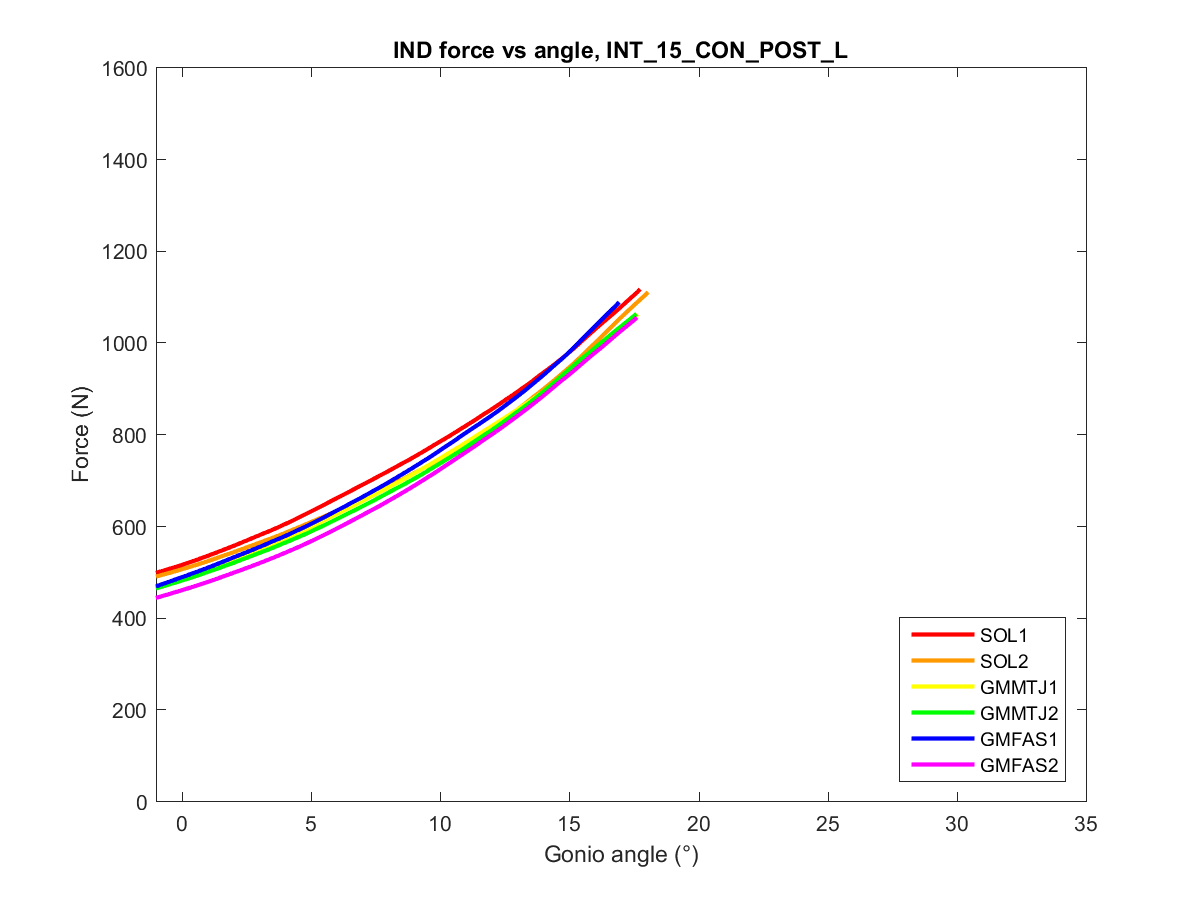 IND force vs angle, INT_15_CON_POST_L
1600
1400
1200
1000
800
600
400
200
0
Force (N)
0 5 10 15 20 25 30 35
Gonio angle (°)
SOL1
SOL2
GMMTJ1
GMMTJ2
GMFAS1
GMFAS2